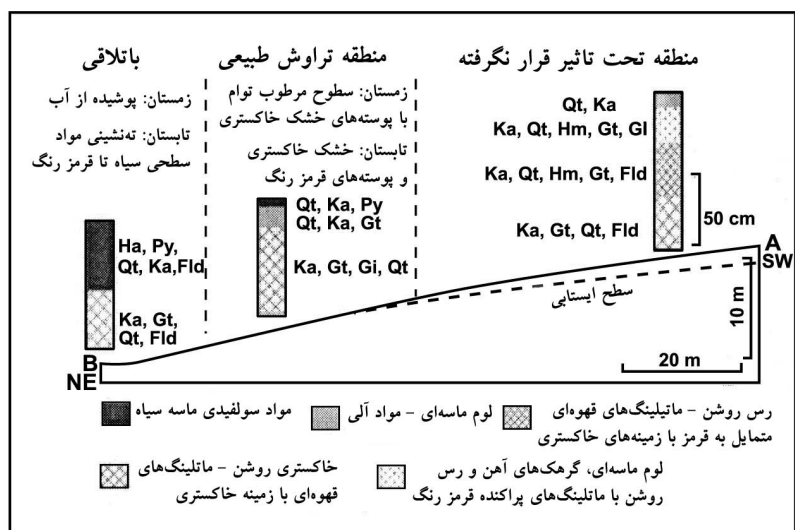 منطقه تحت تاثیر قرار نگرفته
منطقه تراوش طبیعی
باتلاقی
زمستان: سطوح مرطوب توام
با پوسته‌های خشک خاکستری
تابستان: خشک خاکستری
و پوسته‌های قرمز رنگ
زمستان: پوشیده از آب
تابستان: ته‌نشینی مواد
سطحی سیاه تا قرمز رنگ
Qt, Ka
Ka, Qt, Hm, Gt, Gl
Ka, Qt, Hm, Gt, Fld
Ka, Gt, Qt, Fld
50 cm
Qt, Ka, Py
Qt, Ka, Gt
Ka, Gt, Gi, Qt
Ha, Py,
Qt, Ka,Fld
Ka, Gt,
Qt, Fld
A
SW
سطح ایستابی
10 m
20 m
B
NE
رس روشن - ماتیلینگ‌های قهوه‌ای
متمایل به قرمز با زمینه‌های خاکستری
لوم ماسه‌ای - مواد آلی
مواد سولفیدی ماسه سیاه
لوم ماسه‌ای، گرهک‌های آهن و رس
روشن با ماتلینگ‌های پراکنده قرمز رنگ
خاکستری روشن - ماتلینگ‌های
قهوه‌ای با زمینه خاکستری